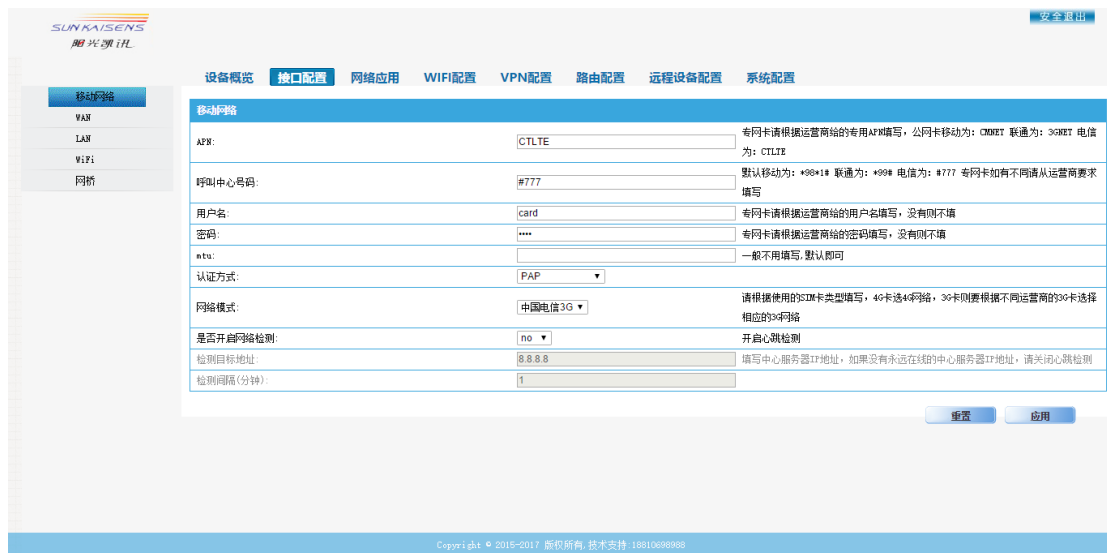 SUN KAISENS
阳光凯讯
安全退出
设备概览 接口配置 网络应用 WIFI配置 VPN配置 路由配置 远程设备配置 系统配置
移动网络
WAN
LAN
WiFi
网桥
移动网络
APN: CTLTE 专网卡请根据运营商给的专用APN填写，公网卡移动为: CMNET 联通为: 3GNET 电信
为: CTLTE
呼叫中心号码: #777 默认移动为: *98*1# 联通为: *99# 电信为: #777 专网卡如有不同请从运营商要求
填写
用户名: card 专网卡请根据运营商给的用户名填写，没有则不填
密码: •••• 专网卡请根据运营商给的密码填写，没有则不填
mtu: 一般不用填写,默认即可
认证方式: PAP
网络模式: 中国电信3G 请根据使用的SIM卡类型填写，4G卡选4G网络，3G卡则要根据不同运营商的3G卡选择
相应的3G网络
是否开启网络检测: no 开启心跳检测
检测目标地址: 8.8.8.8 填写中心服务器IP地址，如果没有永远在线的中心服务器IP地址，请关闭心跳检测
检测间隔(分钟): 1
重置 应用
Copyright © 2015-2017 版权所有,技术支持:18810698988